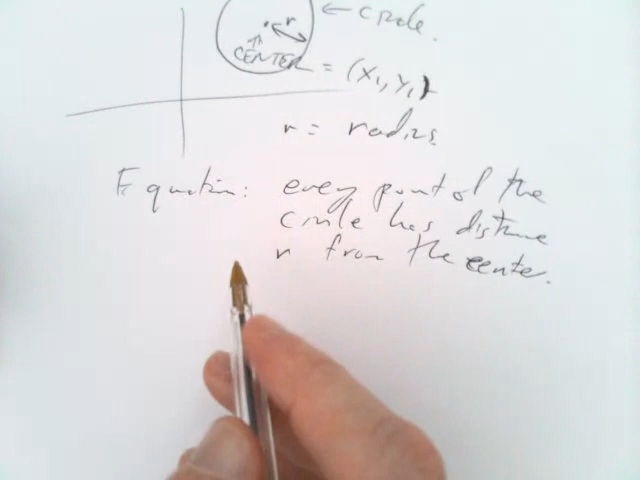 r ← circle.
CENTER = (x₁, y₁)
r = radius
Equation: every point of the
circle has distance
r from the center.